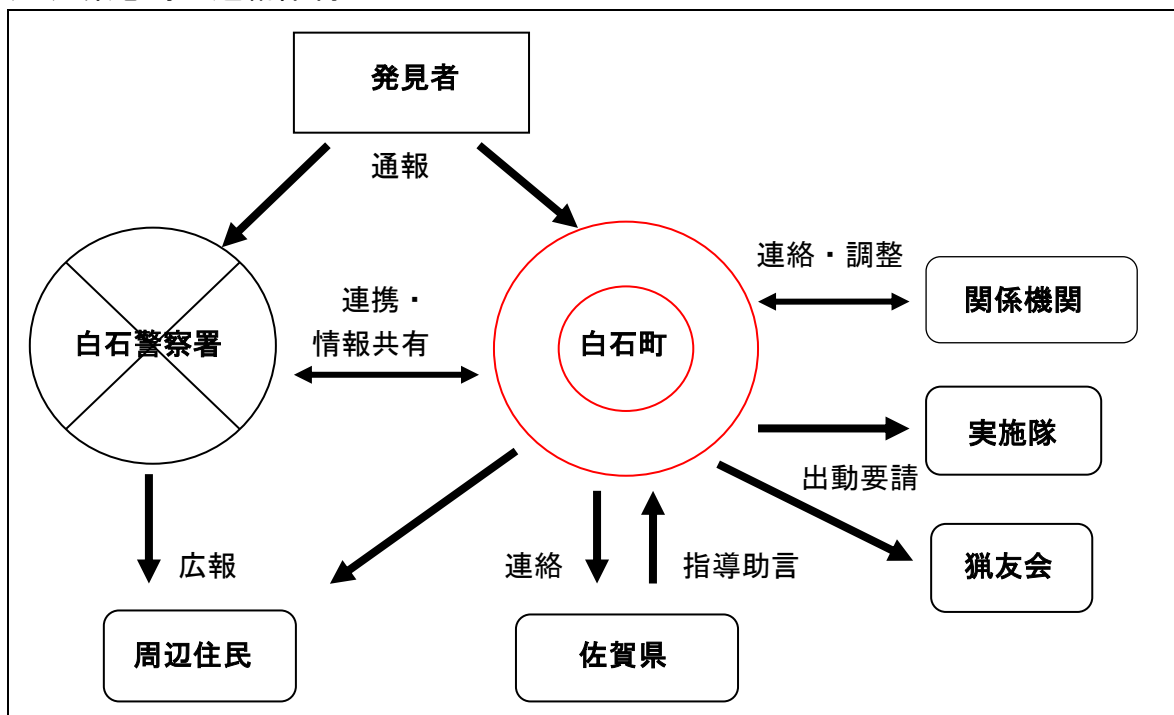 発見者
通報
連絡・調整
関係機関
連携・
情報共有
白石警察署
白石町
実施隊
出動要請
広報
連絡
指導助言
猟友会
周辺住民
佐賀県